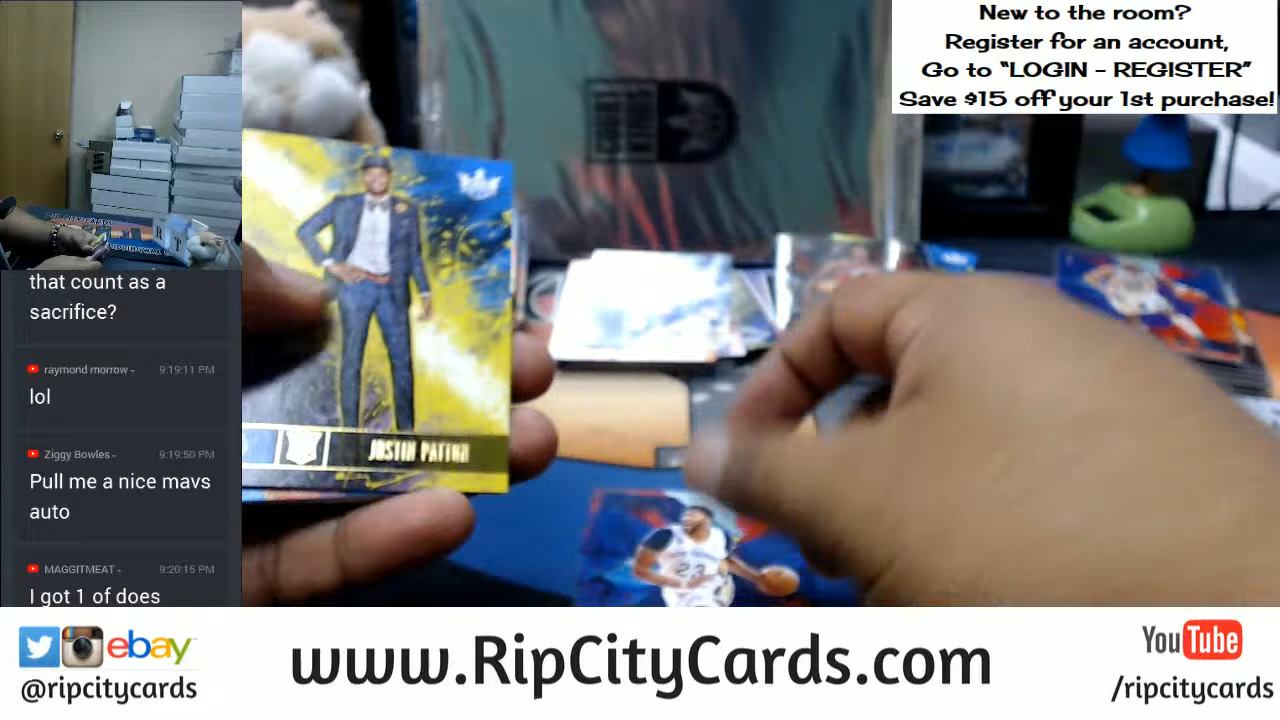 New to the room?
Register for an account,
Go to "LOGIN - REGISTER"
Save $15 off your 1st purchase!
that count as a
sacrifice?
raymond morrow
9:19:11 PM
lol
Ziggy Bowles
9:19:50 PM
Pull me a nice mavs
auto
MAGGITMEAT
9:20:15 PM
I got 1 of does
JUSTIN PATTON
23
ebay
@ripcitycards
www.RipCityCards.com
YouTube
/ripcitycards